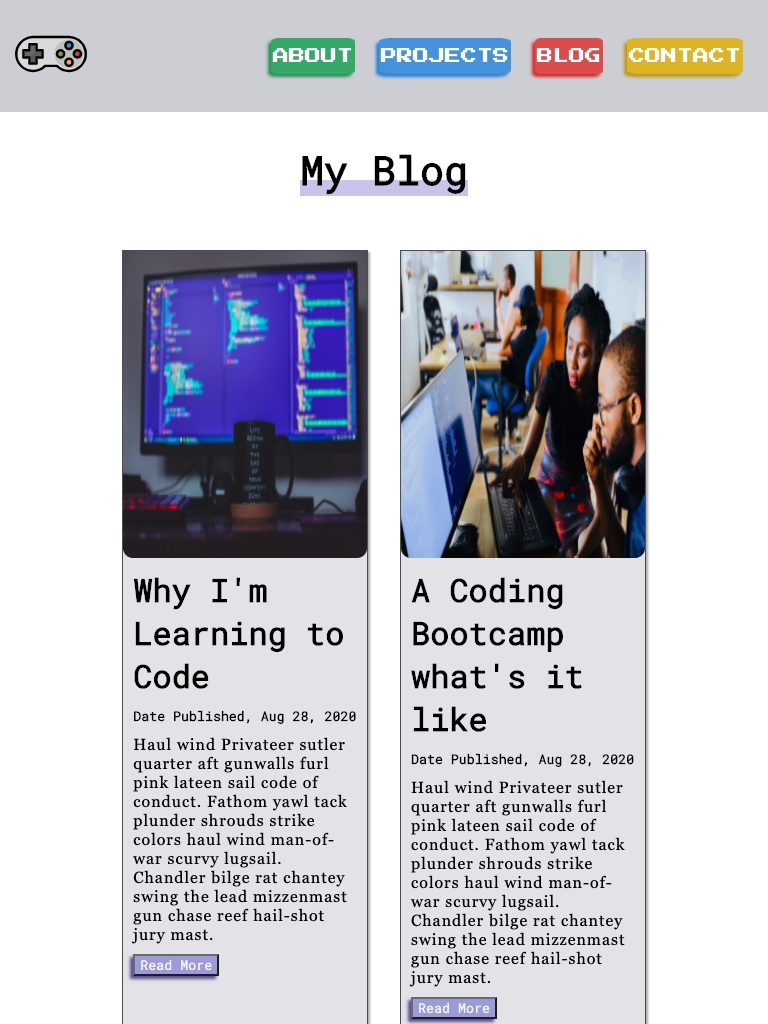 ABOUT PROJECTS BLOG CONTACT
My Blog
Why I'm
Learning to
Code
Date Published, Aug 28, 2020
Haul wind Privateer sutler
quarter aft gunwalls furl
pink lateen sail code of
conduct. Fathom yawl tack
plunder shrouds strike
colors haul wind man-of-
war scurvy lugsail.
Chandler bilge rat chantey
swing the lead mizzenmast
gun chase reef hail-shot
jury mast.
Read More
A Coding
Bootcamp
what's it
like
Date Published, Aug 28, 2020
Haul wind Privateer sutler
quarter aft gunwalls furl
pink lateen sail code of
conduct. Fathom yawl tack
plunder shrouds strike
colors haul wind man-of-
war scurvy lugsail.
Chandler bilge rat chantey
swing the lead mizzenmast
gun chase reef hail-shot
jury mast.
Read More